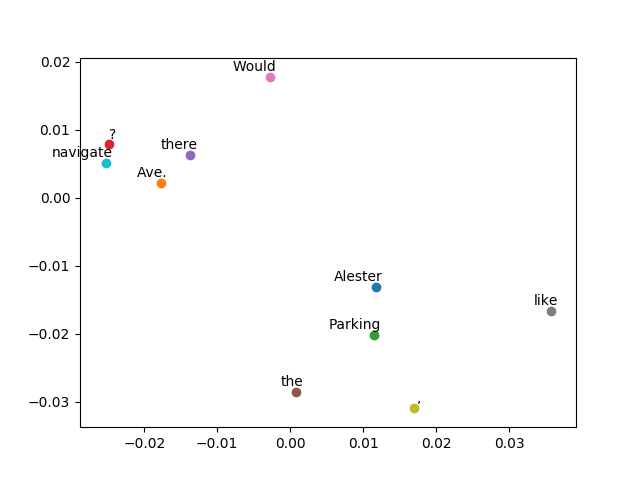 0.02
Would
0.01
?
there
navigate
Ave.
0.00
−0.01
Alester
like
Parking
−0.02
the
,
−0.03
−0.02 −0.01 0.00 0.01 0.02 0.03